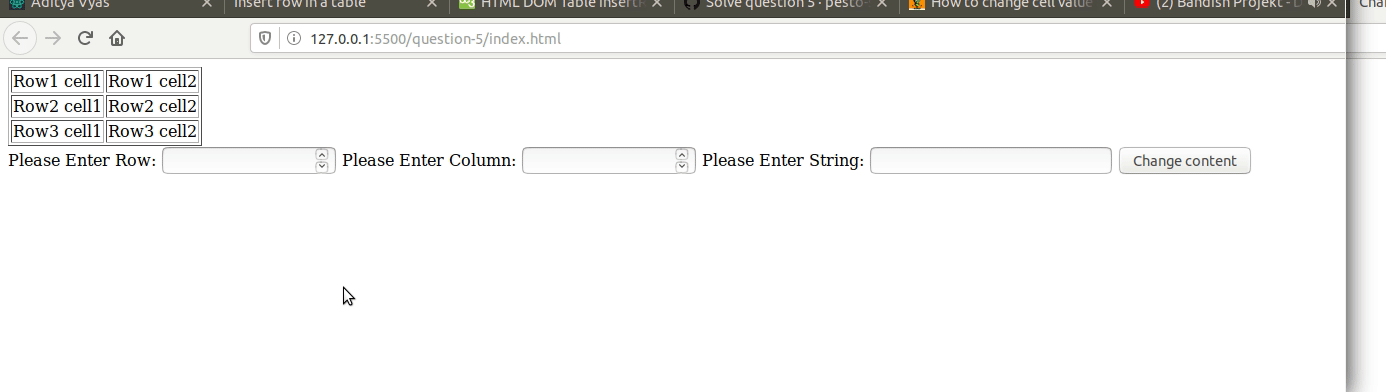 Aditya Vyas
Insert row in a table
HTML DOM Table InsertR
Solve question 5 · pesto-
How to change cell value
(2) Bandish Projekt - D
Chan
127.0.0.1:5500/question-5/index.html
Row1 cell1 Row1 cell2
Row2 cell1 Row2 cell2
Row3 cell1 Row3 cell2
Please Enter Row: Please Enter Column: Please Enter String: Change content